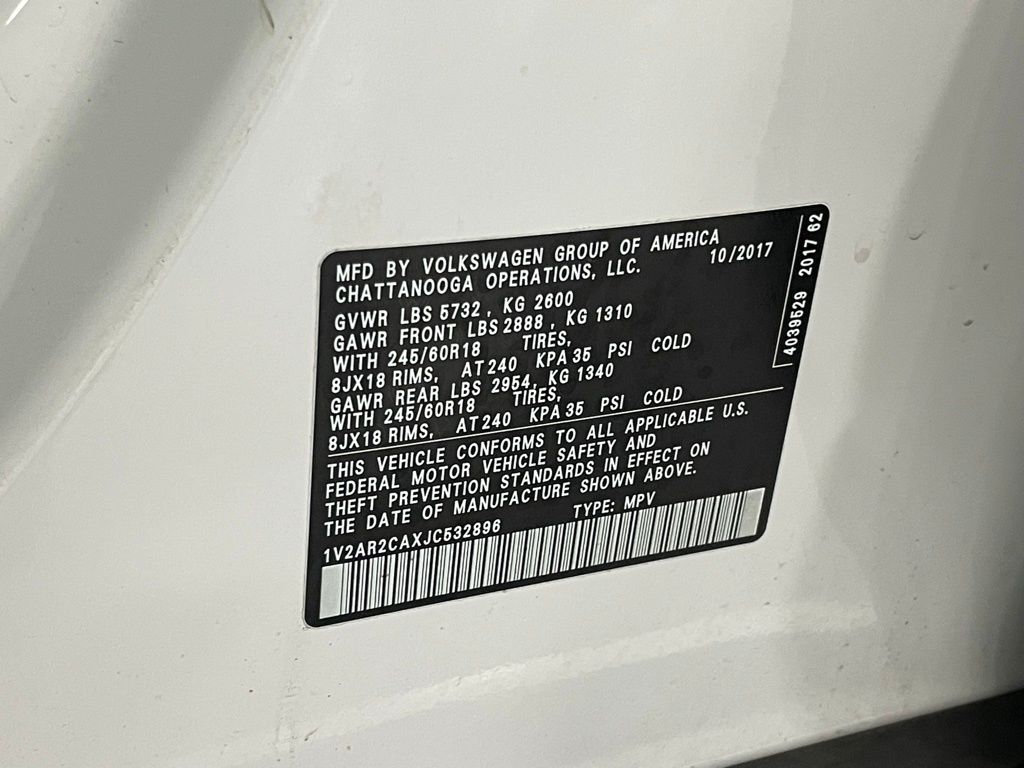 MFD BY VOLKSWAGEN GROUP OF AMERICA
CHATTANOOGA OPERATIONS, LLC. 10/2017
GVWR LBS 5732, KG 2600
GAWR FRONT LBS 2888, KG 1310
WITH 245/60R18 TIRES,
8JX18 RIMS, AT 240 KPA 35 PSI COLD
GAWR REAR LBS 2954, KG 1340
WITH 245/60R18 TIRES,
8JX18 RIMS, AT 240 KPA 35 PSI COLD
THIS VEHICLE CONFORMS TO ALL APPLICABLE U.S.
FEDERAL MOTOR VEHICLE SAFETY AND
THEFT PREVENTION STANDARDS IN EFFECT ON
THE DATE OF MANUFACTURE SHOWN ABOVE.
1V2AR2CAXJC532896 TYPE: MPV
4039529 2017 62